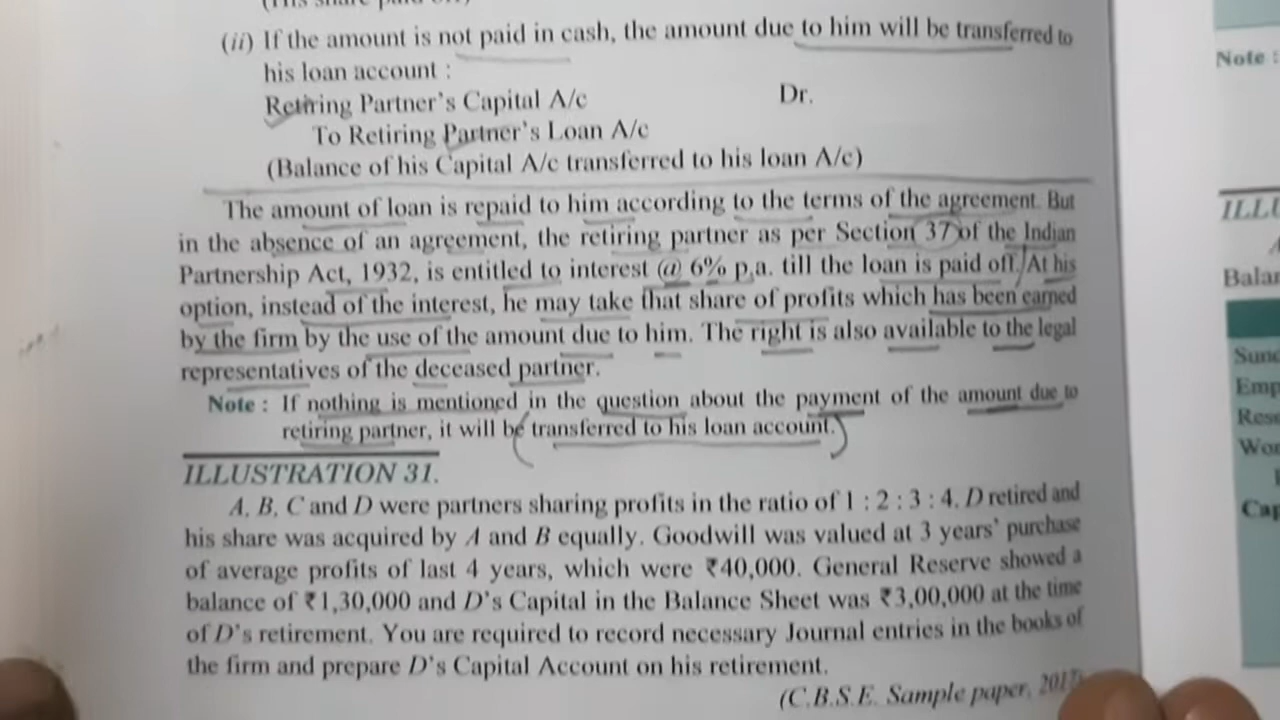 (ii) If the amount is not paid in cash, the amount due to him will be transferred to
his loan account :
Retiring Partner's Capital A/c Dr.
To Retiring Partner's Loan A/c
(Balance of his Capital A/c transferred to his loan A/c)
The amount of loan is repaid to him according to the terms of the agreement. But
in the absence of an agreement, the retiring partner as per Section 37 of the Indian
Partnership Act, 1932, is entitled to interest @ 6% p.a. till the loan is paid off. At his
option, instead of the interest, he may take that share of profits which has been earned
by the firm by the use of the amount due to him. The right is also available to the legal
representatives of the deceased partner.
Note : If nothing is mentioned in the question about the payment of the amount due to
retiring partner, it will be transferred to his loan account.
ILLUSTRATION 31.
A, B, C and D were partners sharing profits in the ratio of 1 : 2 : 3 : 4. D retired and
his share was acquired by A and B equally. Goodwill was valued at 3 years' purchase
of average profits of last 4 years, which were ₹40,000. General Reserve showed a
balance of ₹1,30,000 and D's Capital in the Balance Sheet was ₹3,00,000 at the time
of D's retirement. You are required to record necessary Journal entries in the books of
the firm and prepare D's Capital Account on his retirement.
(C.B.S.E. Sample paper, 2017)
Note :